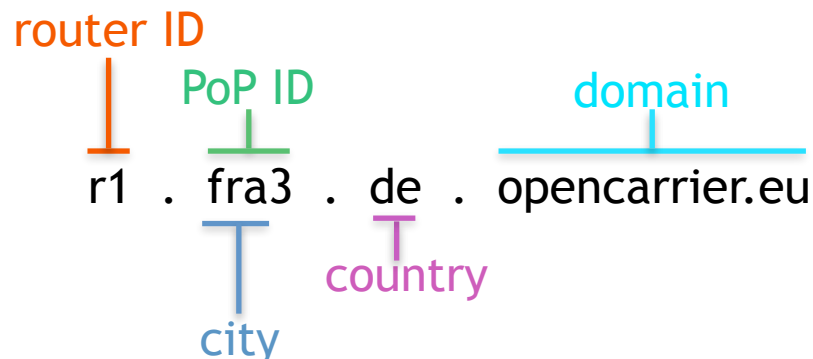 router ID
PoP ID
domain
r1 . fra3 . de . opencarrier.eu
country
city